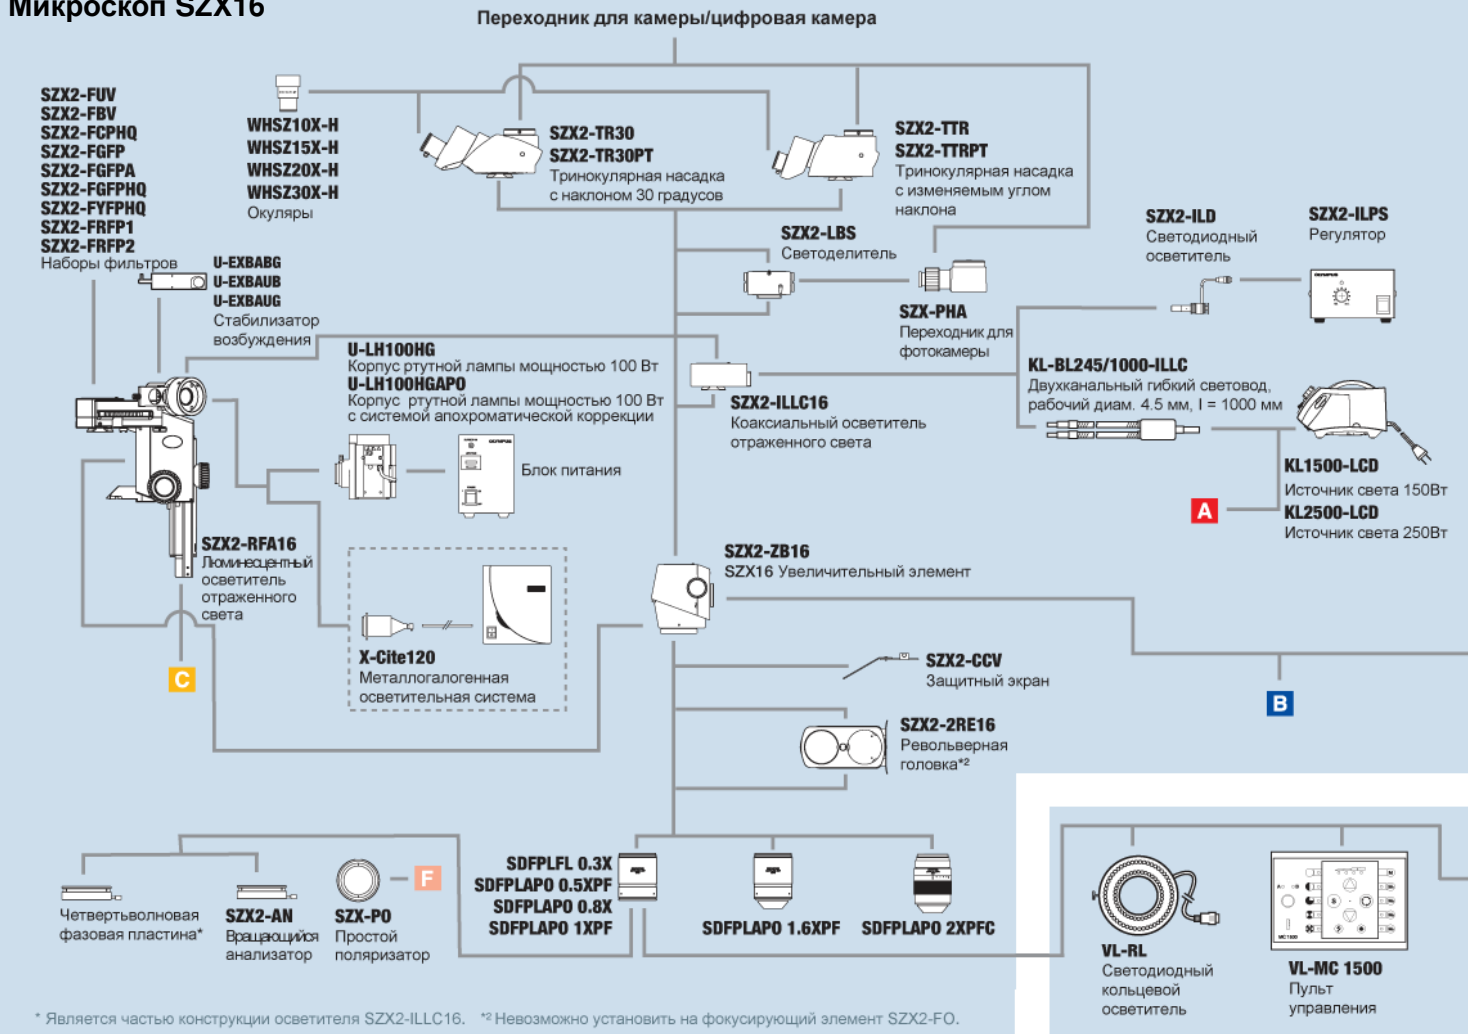 Микроскоп SZX16
Переходник для камеры/цифровая камера
SZX2-FUV
SZX2-FBV
SZX2-FCPHQ
SZX2-FGFP
SZX2-FGFPA
SZX2-FGFPHQ
SZX2-FYFPHQ
SZX2-FRFP1
SZX2-FRFP2
Наборы фильтров
WHSZ10X-H
WHSZ15X-H
WHSZ20X-H
WHSZ30X-H
Окуляры
SZX2-TR30
SZX2-TR30PT
Тринокулярная насадка
с наклоном 30 градусов
SZX2-TTR
SZX2-TTRPT
Тринокулярная насадка
с изменяемым углом
наклона
SZX2-LBS
Светоделитель
SZX-PHA
Переходник для
фотокамеры
SZX2-ILD
Светодиодный
осветитель
SZX2-ILPS
Регулятор
OLYMPUS
U-EXBABG
U-EXBAUB
U-EXBAUG
Стабилизатор
возбуждения
U-LH100HG
Корпус ртутной лампы мощностью 100 Вт
U-LH100HGAPO
Корпус ртутной лампы мощностью 100 Вт
с системой апохроматической коррекции
OLYMPUS
Блок питания
SZX2-ILLC16
Коаксиальный осветитель
отраженного света
KL-BL245/1000-ILLC
Двухканальный гибкий световод,
рабочий диам. 4.5 мм, I = 1000 мм
KL1500-LCD
Источник света 150Вт
KL2500-LCD
Источник света 250Вт
A
SZX2-RFA16
Люминесцентный
осветитель
отраженного
света
C
X-Cite120
Металлогалогенная
осветительная система
SZX2-ZB16
SZX16 Увеличительный элемент
SZX2-CCV
Защитный экран
B
SZX2-2RE16
Револьверная
головка*²
Четвертьволновая
фазовая пластина*
SZX2-AN
Вращающийся
анализатор
SZX-PO
Простой
поляризатор
F
SDFPLFL 0.3X
SDFPLAPO 0.5XPF
SDFPLAPO 0.8X
SDFPLAPO 1XPF
SDFPLAPO 1.6XPF
SDFPLAPO 2XPFC
VL-RL
Светодиодный
кольцевой
осветитель
MC 1500
VL-MC 1500
Пульт
управления
* Является частью конструкции осветителя SZX2-ILLC16. *² Невозможно установить на фокусирующий элемент SZX2-FO.